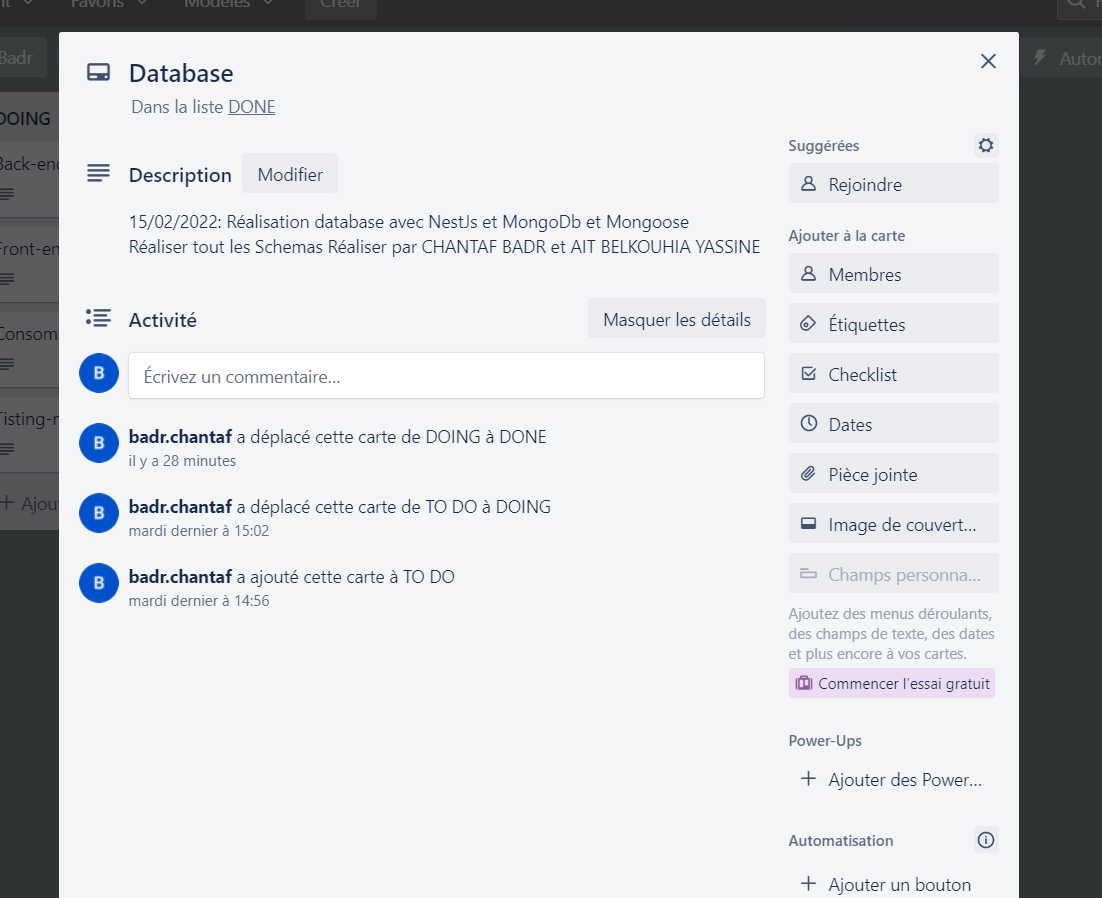 Favoris
Modèles
Créer
Badr
Autor
DOING
Back-end
Front-en
Consom
Tisting-r
+ Ajou
Database
Dans la liste DONE
Description
Modifier
15/02/2022: Réalisation database avec NestJs et MongoDb et Mongoose
Réaliser tout les Schemas Réaliser par CHANTAF BADR et AIT BELKOUHIA YASSINE
Activité
Masquer les détails
B
Écrivez un commentaire…
B
badr.chantaf a déplacé cette carte de DOING à DONE
il y a 28 minutes
B
badr.chantaf a déplacé cette carte de TO DO à DOING
mardi dernier à 15:02
B
badr.chantaf a ajouté cette carte à TO DO
mardi dernier à 14:56
Suggérées
Rejoindre
Ajouter à la carte
Membres
Étiquettes
Checklist
Dates
Pièce jointe
Image de couvert…
Champs personna…
Ajoutez des menus déroulants,
des champs de texte, des dates
et plus encore à vos cartes.
Commencer l'essai gratuit
Power-Ups
+ Ajouter des Power…
Automatisation
+ Ajouter un bouton